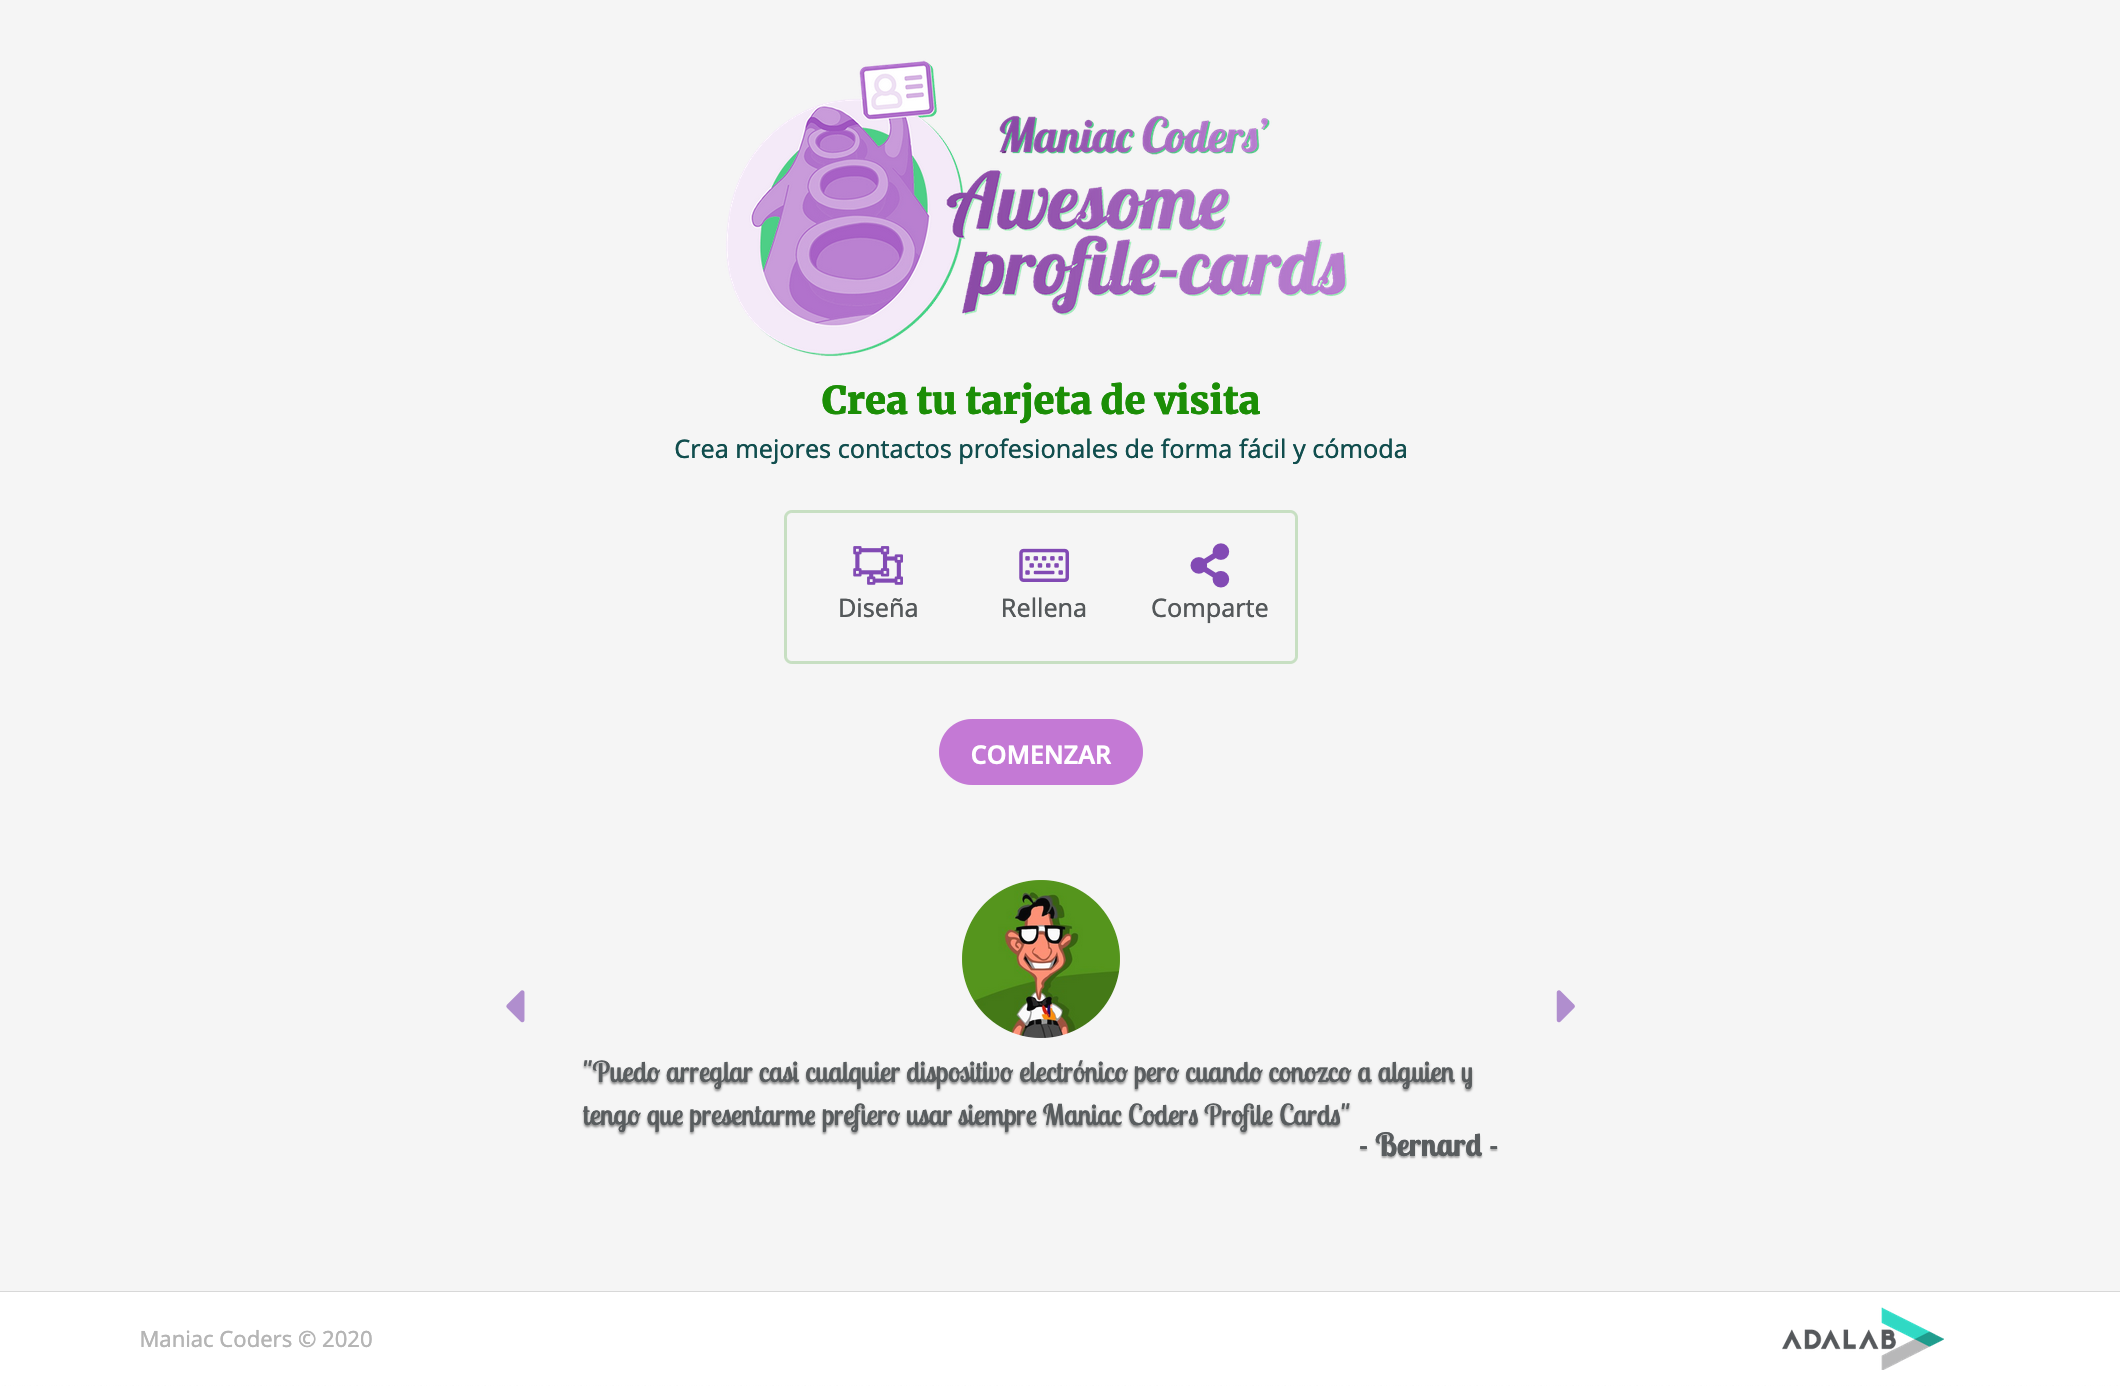 Maniac Coders’
Awesome
profile-cards
Crea tu tarjeta de visita
Crea mejores contactos profesionales de forma fácil y cómoda
Diseña Rellena Comparte
COMENZAR
"Puedo arreglar casi cualquier dispositivo electrónico pero cuando conozco a alguien y
tengo que presentarme prefiero usar siempre Maniac Coders Profile Cards"
- Bernard -
Maniac Coders © 2020
ADALAB